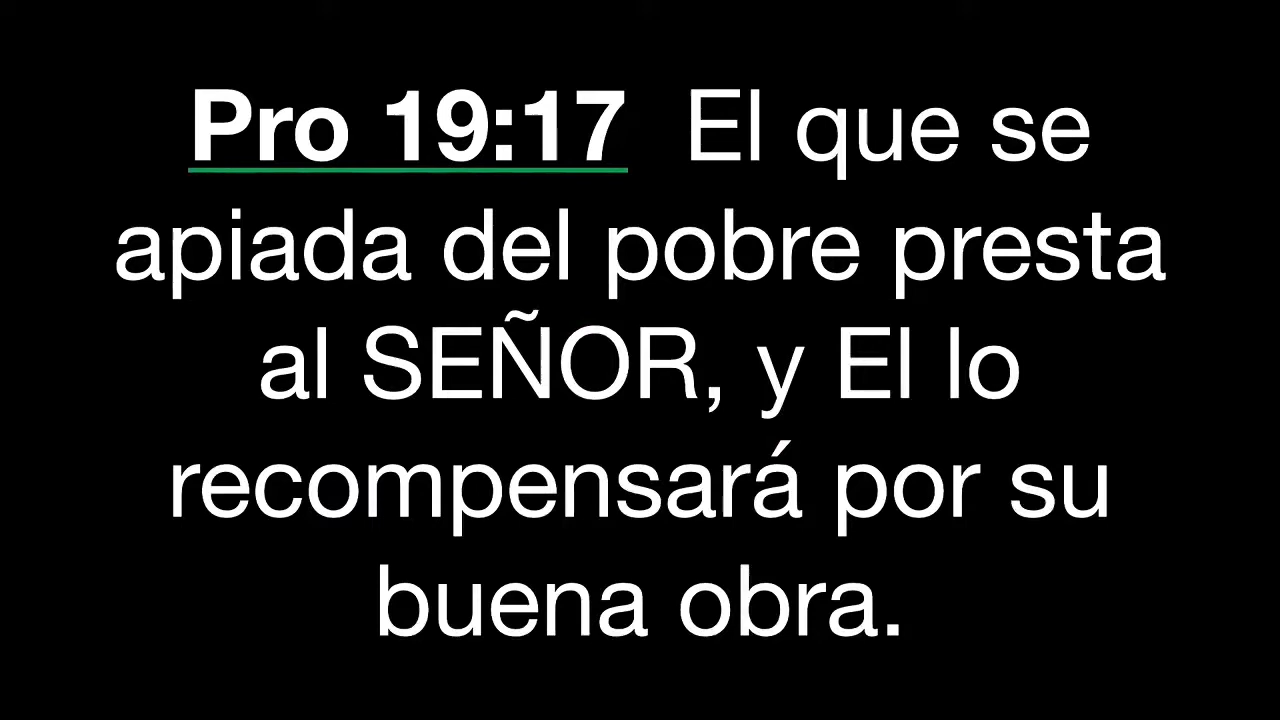 Pro 19:17  El que se
apiada del pobre presta
al SEÑOR, y El lo
recompensará por su
buena obra.